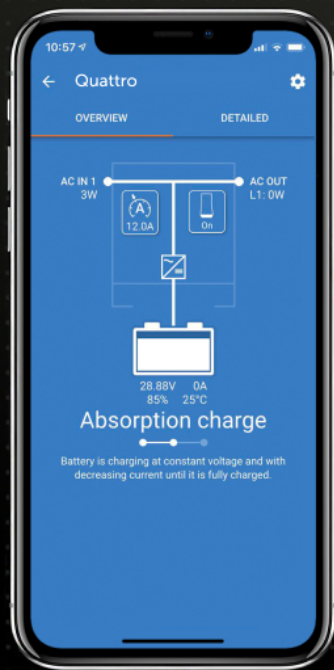 10:57
Quattro
OVERVIEW DETAILED
AC IN 1
3W
AC OUT
L1: 0W
A
12.0A
On
28.88V 0A
85% 25°C
Absorption charge
Battery is charging at constant voltage and with
decreasing current until it is fully charged.